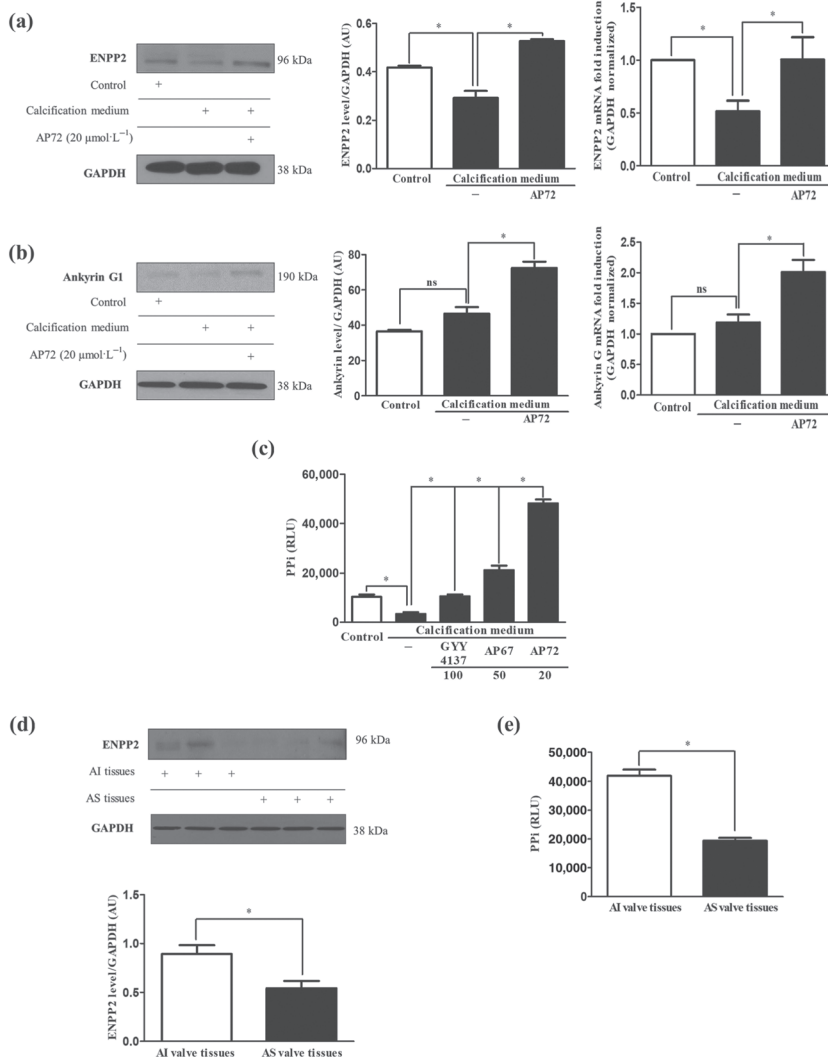 (a)
ENPP2
96 kDa
Control
+
Calcification medium
+ +
AP72 (20 μmol·L⁻¹)
+
GAPDH
38 kDa
ENPP2 level/GAPDH (AU)
0.6
0.4
0.2
0.0
* *
Control
Calcification medium
–
AP72
ENPP2 mRNA fold induction
(GAPDH normalized)
1.5
1.0
0.5
0.0
* *
Control
Calcification medium
–
AP72
(b)
Ankyrin G1
190 kDa
Control
+
Calcification medium
+ +
AP72 (20 μmol·L⁻¹)
+
GAPDH
38 kDa
Ankyrin level/ GAPDH (AU)
80
60
40
20
0
ns *
Control
Calcification medium
–
AP72
Ankyrin G mRNA fold induction
(GAPDH normalized)
2.5
2.0
1.5
1.0
0.5
0.0
ns *
Control
Calcification medium
–
AP72
(c)
PPi (RLU)
60,000
40,000
20,000
0
* * * *
Control
Calcification medium
–
GYY
4137
AP67
AP72
100 50 20
(d)
ENPP2
96 kDa
AI tissues
+ + +
AS tissues
+ + +
GAPDH
38 kDa
ENPP2 level/GAPDH (AU)
1.5
1.0
0.5
0.0
*
AI valve tissues AS valve tissues
(e)
PPi (RLU)
50,000
40,000
30,000
20,000
10,000
0
*
AI valve tissues AS valve tissues